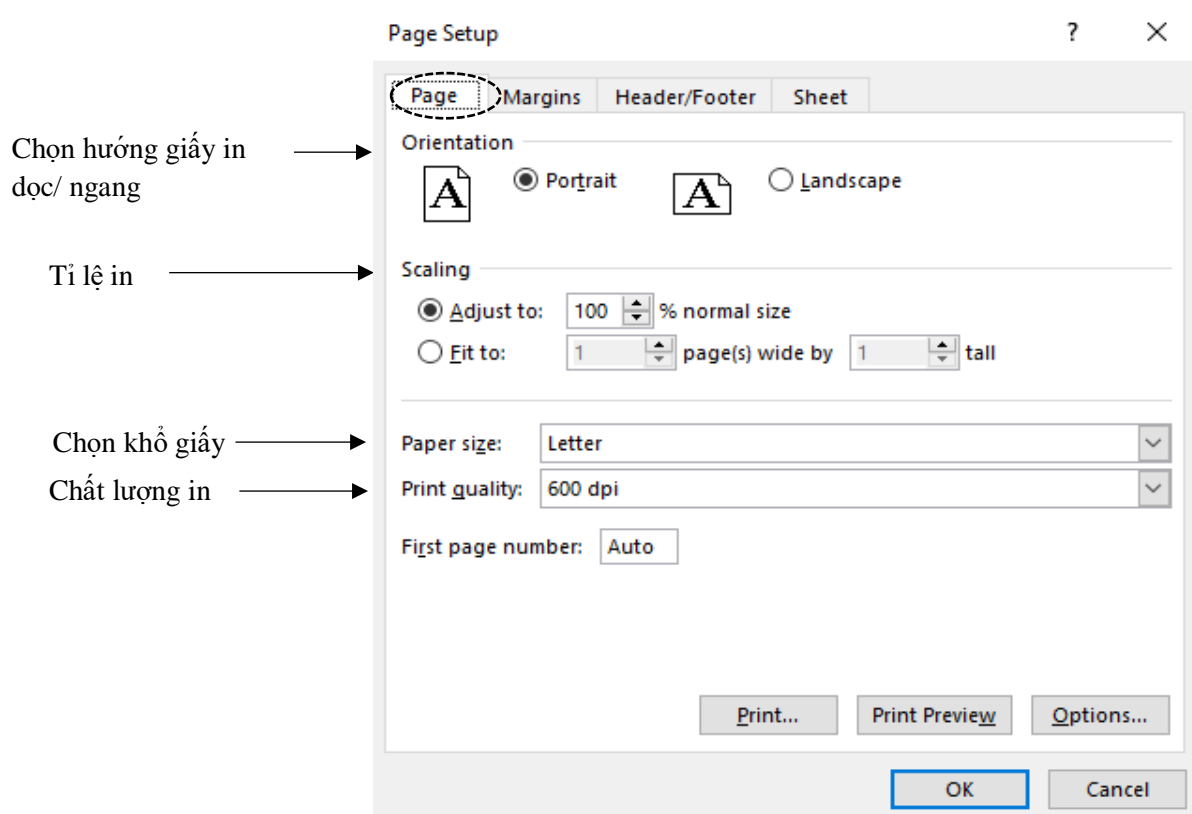 Page Setup ? ×
Page Margins Header/Footer Sheet
Chọn hướng giấy in
dọc/ ngang
Orientation
A Portrait A Landscape
Tỉ lệ in
Scaling
Adjust to: 100 % normal size
Fit to: 1 page(s) wide by 1 tall
Chọn khổ giấy
Paper size: Letter
Chất lượng in
Print quality: 600 dpi
First page number: Auto
Print... Print Preview Options...
OK Cancel